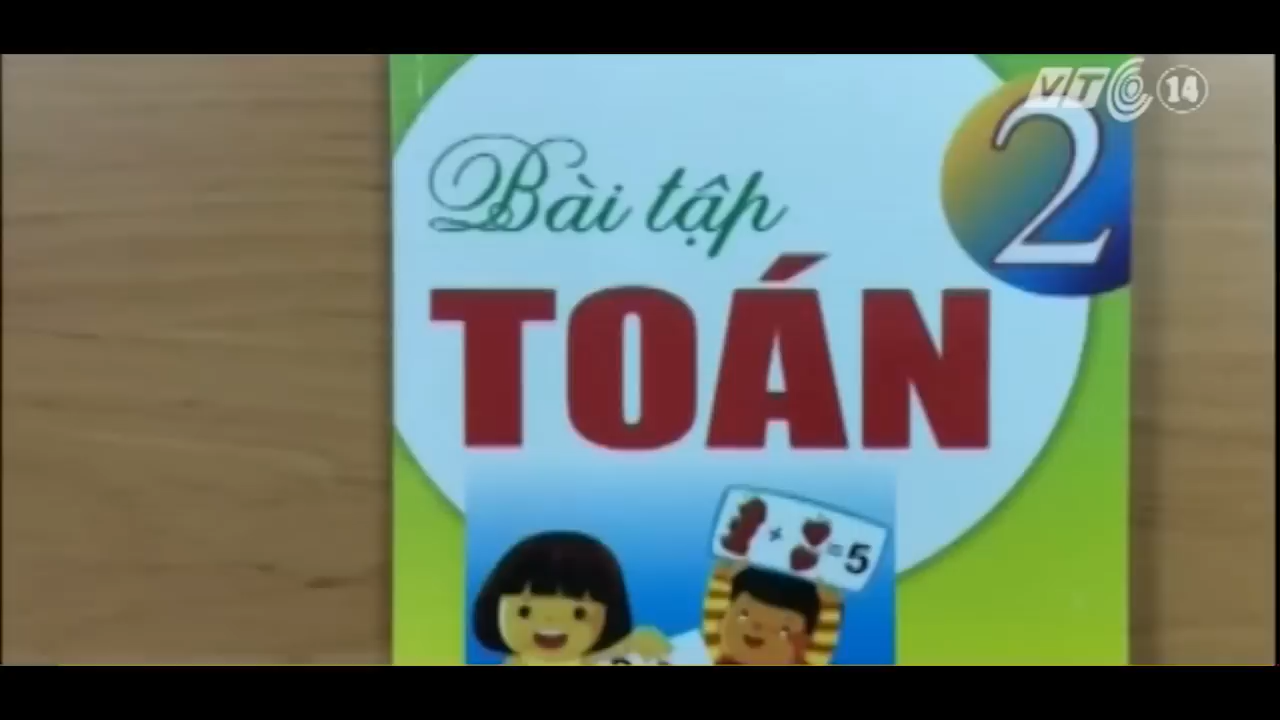 VTC 14
2
Bài tập
TOÁN
+ = 5